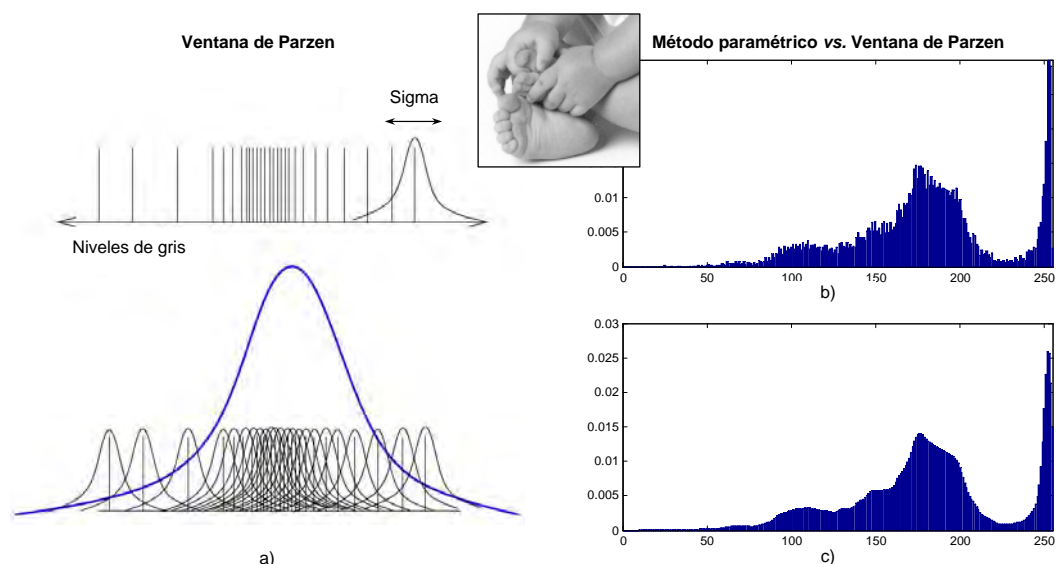 Ventana de Parzen
Sigma
Niveles de gris
a)
Método paramétrico vs. Ventana de Parzen
0.01
0.005
0
0 50 100 150 200 250
b)
0.03
0.025
0.02
0.015
0.01
0.005
0
0 50 100 150 200 250
c)